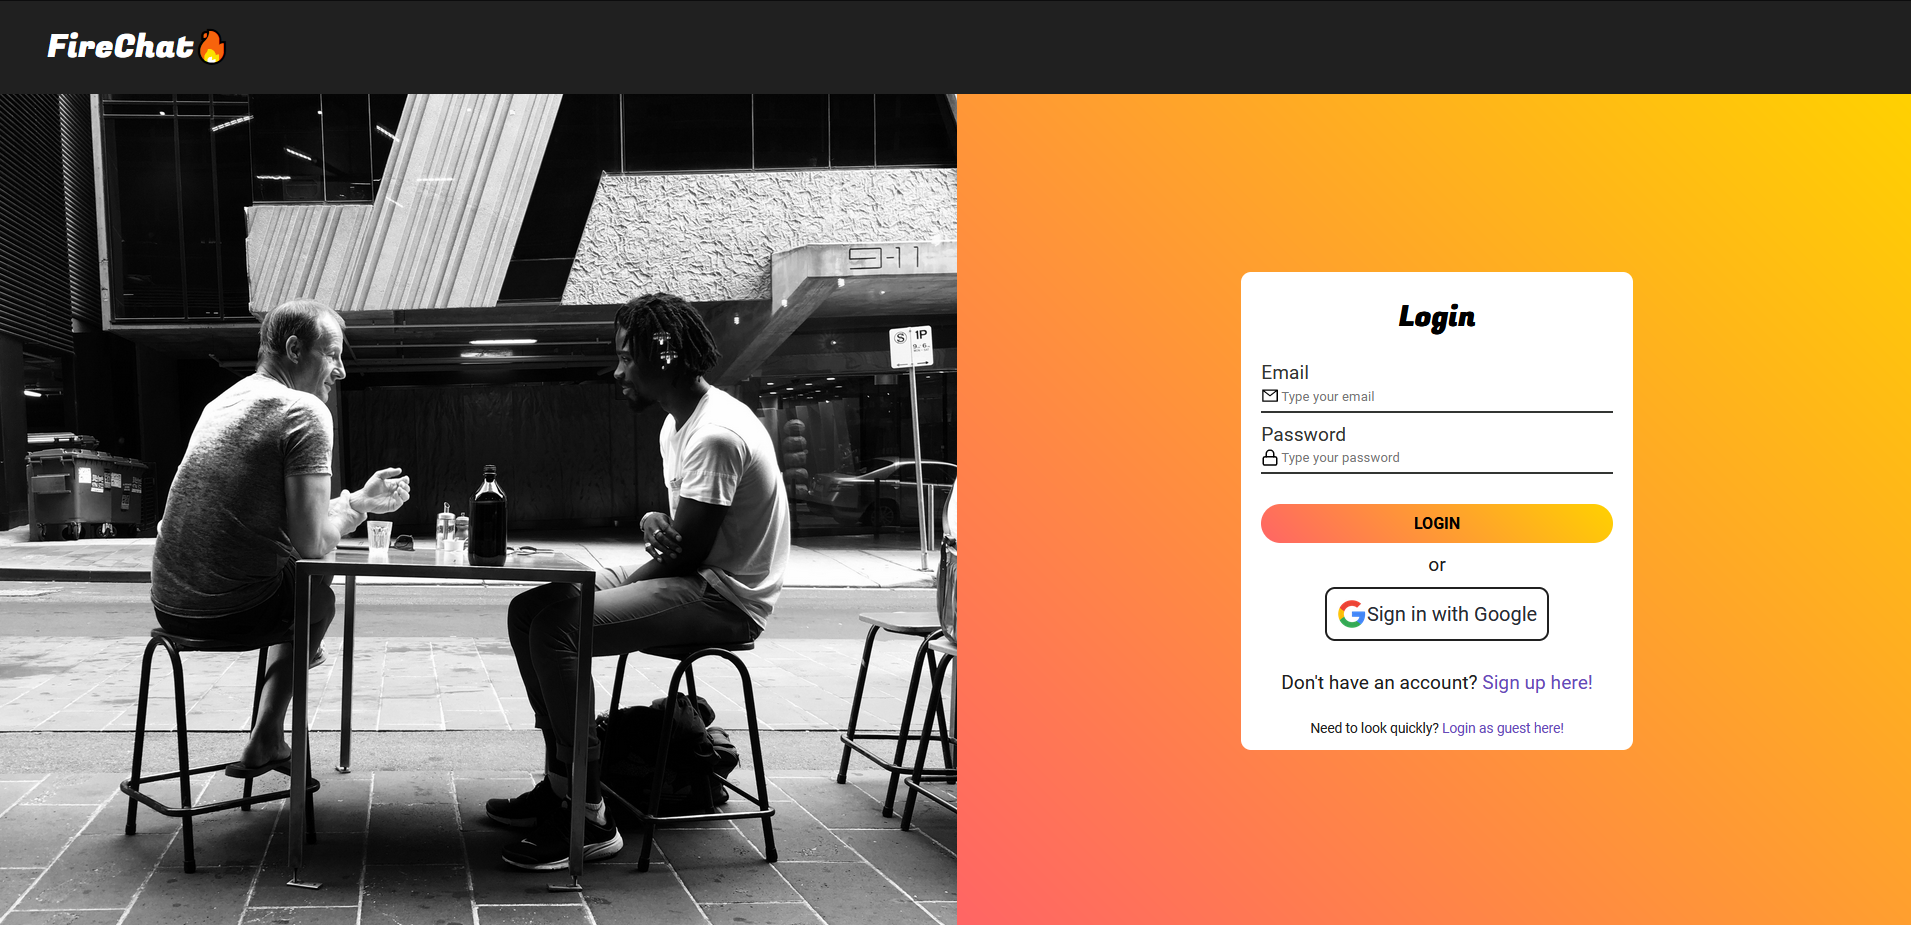 FireChat
9-11
S 1P
Login
Email
Type your email
Password
Type your password
LOGIN
or
Sign in with Google
Don't have an account? Sign up here!
Need to look quickly? Login as guest here!